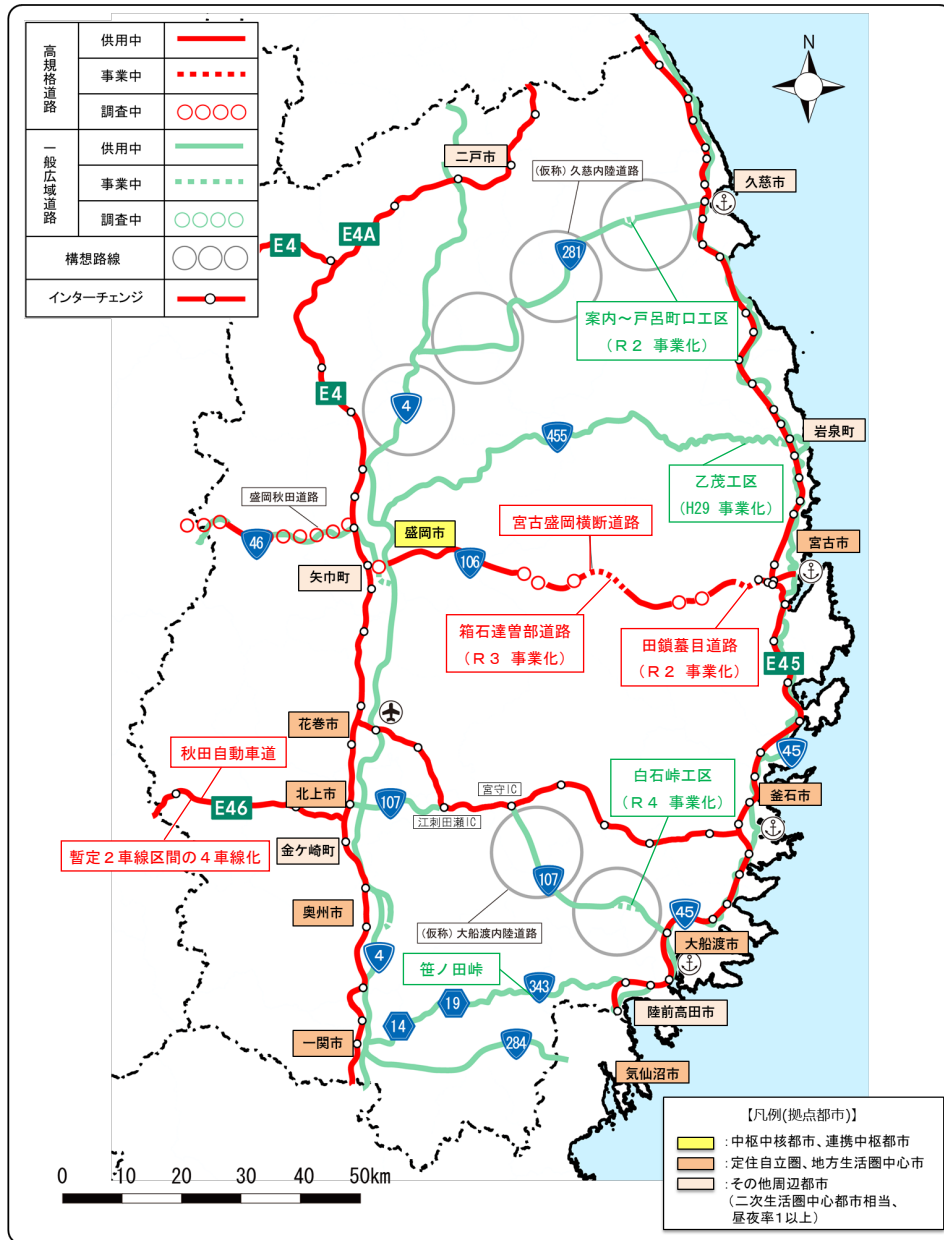 高規格道路
供用中
事業中
調査中
一般広域道路
供用中
事業中
調査中
構想路線
インターチェンジ
N
二戸市
(仮称) 久慈内陸道路
久慈市
E4A
E4
281
案内～戸呂町口工区
(R2 事業化)
E4
4
岩泉町
455
乙茂工区
(H29 事業化)
盛岡秋田道路
46
盛岡市
宮古盛岡横断道路
宮古市
106
矢巾町
箱石達曽部道路
(R3 事業化)
田鎖蟇目道路
(R2 事業化)
E45
花巻市
秋田自動車道
45
北上市
宮守IC
白石峠工区
(R4 事業化)
E46
107
江刺田瀬IC
釜石市
暫定2車線区間の4車線化
金ケ崎町
107
奥州市
(仮称) 大船渡内陸道路
45
大船渡市
4
笹ノ田峠
343
19
14
陸前高田市
一関市
284
気仙沼市
【凡例(拠点都市)】
:中枢中核都市、連携中枢都市
:定住自立圏、地方生活圏中心市
:その他周辺都市
(二次生活圏中心都市相当、
昼夜率1以上)
0 10 20 30 40 50km